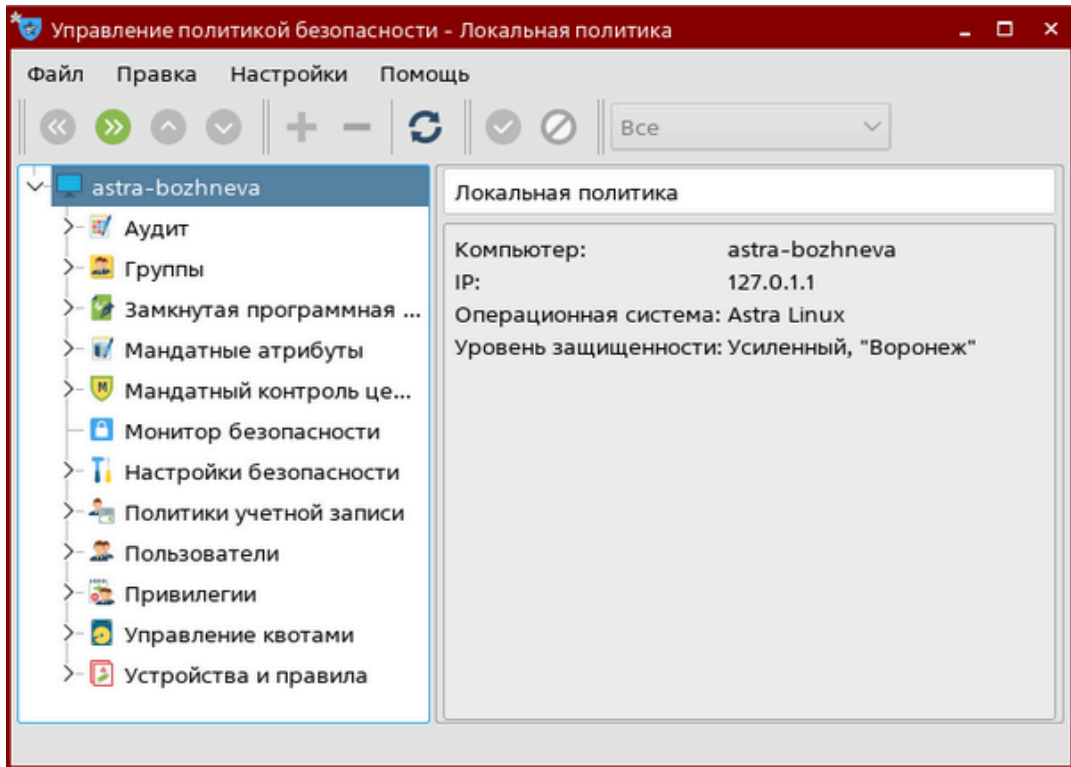 Управление политикой безопасности – Локальная политика
Файл Правка Настройки Помощь
Все
astra-bozhneva
Аудит
Группы
Замкнутая программная ...
Мандатные атрибуты
Мандатный контроль це...
Монитор безопасности
Настройки безопасности
Политики учетной записи
Пользователи
Привилегии
Управление квотами
Устройства и правила
Локальная политика
Компьютер: astra-bozhneva
IP: 127.0.1.1
Операционная система: Astra Linux
Уровень защищенности: Усиленный, "Воронеж"